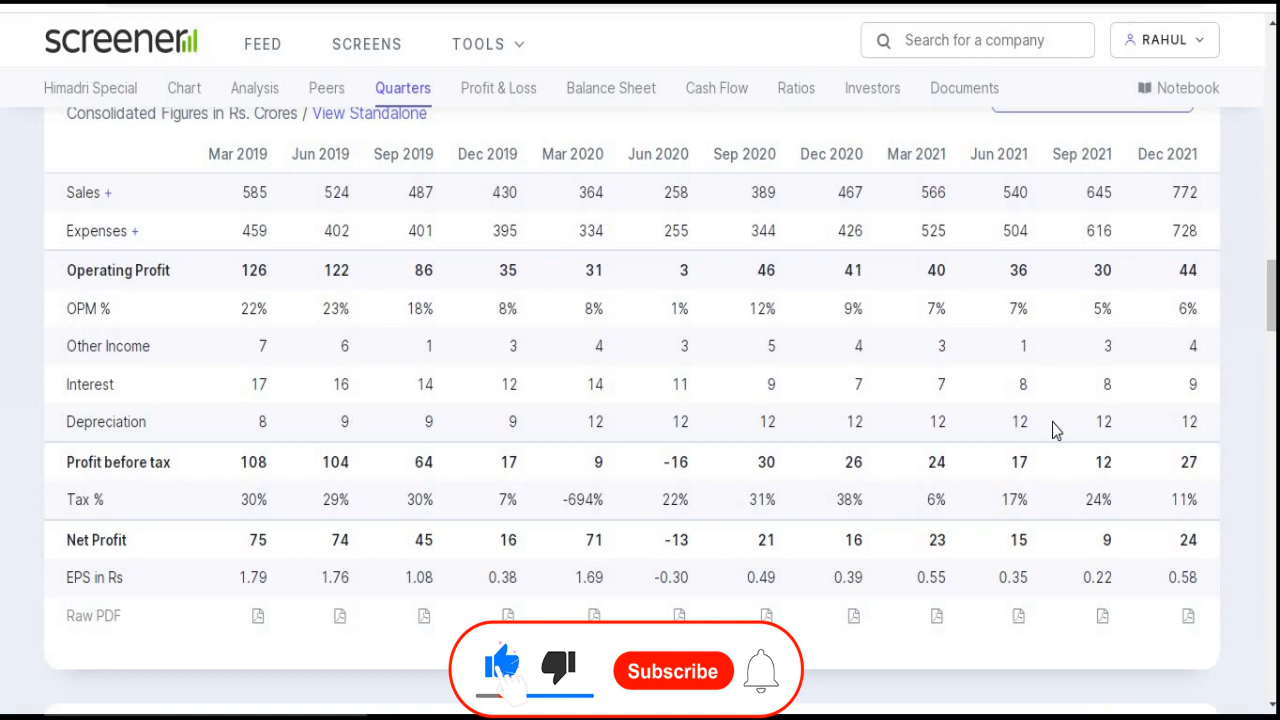 screener
FEED SCREENS TOOLS Search for a company RAHUL
Himadri Special Chart Analysis Peers Quarters Profit & Loss Balance Sheet Cash Flow Ratios Investors Documents Notebook
Consolidated Figures in Rs. Crores / View Standalone
Mar 2019 Jun 2019 Sep 2019 Dec 2019 Mar 2020 Jun 2020 Sep 2020 Dec 2020 Mar 2021 Jun 2021 Sep 2021 Dec 2021
Sales + 585 524 487 430 364 258 389 467 566 540 645 772
Expenses + 459 402 401 395 334 255 344 426 525 504 616 728
Operating Profit 126 122 86 35 31 3 46 41 40 36 30 44
OPM % 22% 23% 18% 8% 8% 1% 12% 9% 7% 7% 5% 6%
Other Income 7 6 1 3 4 3 5 4 3 1 3 4
Interest 17 16 14 12 14 11 9 7 7 8 8 9
Depreciation 8 9 9 9 12 12 12 12 12 12 12 12
Profit before tax 108 104 64 17 9 -16 30 26 24 17 12 27
Tax % 30% 29% 30% 7% -694% 22% 31% 38% 6% 17% 24% 11%
Net Profit 75 74 45 16 71 -13 21 16 23 15 9 24
EPS in Rs 1.79 1.76 1.08 0.38 1.69 -0.30 0.49 0.39 0.55 0.35 0.22 0.58
Raw PDF
Subscribe